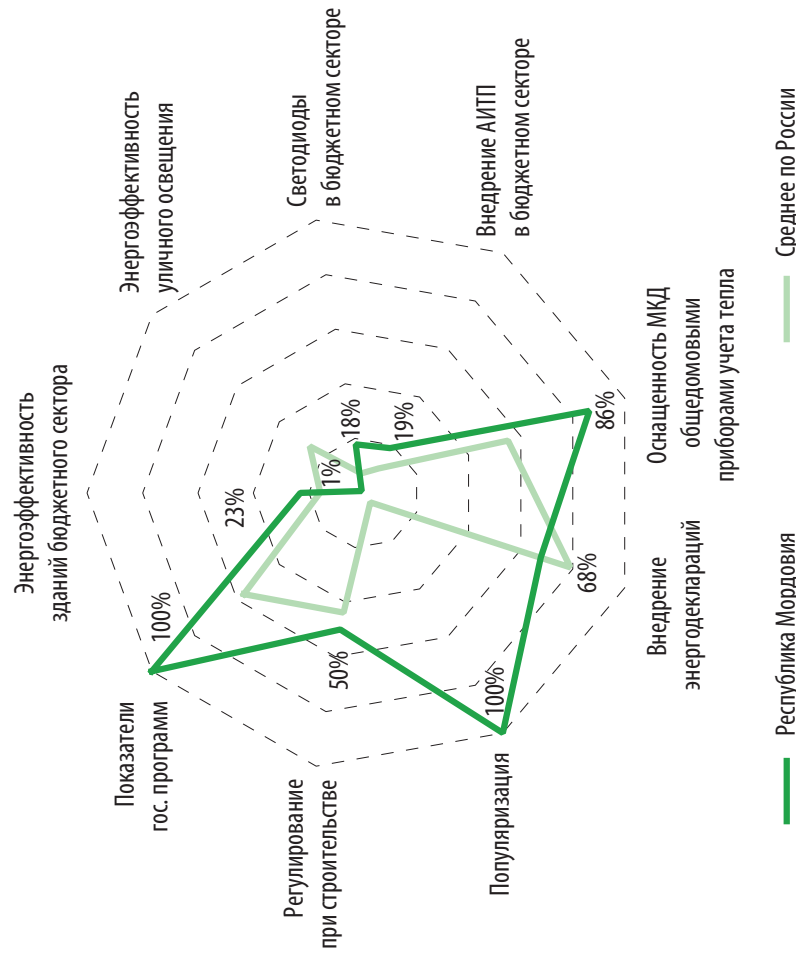 Энергоэффективность
зданий бюджетного сектора
Энергоэффективность
уличного освещения
Светодиоды
в бюджетном секторе
Внедрение АИТП
в бюджетном секторе
Оснащенность МКД
общедомовыми
приборами учета тепла
Внедрение
энергодеклараций
Популяризация
Регулирование
при строительстве
Показатели
гос. программ
23%
1%
18%
19%
86%
68%
100%
50%
100%
Республика Мордовия
Среднее по России